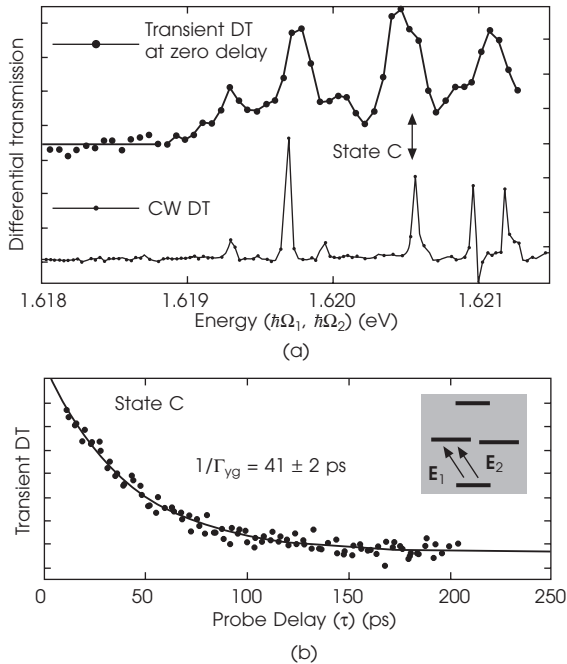 (a)
Differential transmission
Transient DT
at zero delay
State C
CW DT
1.618 1.619 1.620 1.621
Energy (ℏΩ₁, ℏΩ₂) (eV)
(a)
(b)
Transient DT
State C
1/Γyg = 41 ± 2 ps
E₁ E₂
0 50 100 150 200 250
Probe Delay (τ) (ps)
(b)